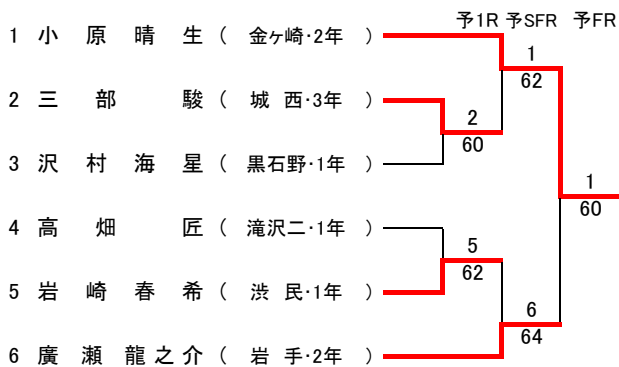 予1R 予SFR 予FR
1 小原晴生 ( 金ヶ崎・2年 )
1
62
2 三部駿 ( 城西・3年 )
2
60
3 沢村海星 ( 黒石野・1年 )
1
60
4 高畑匠 ( 滝沢二・1年 )
5
62
5 岩崎春希 ( 渋民・1年 )
6
64
6 廣瀬龍之介 ( 岩手・2年 )